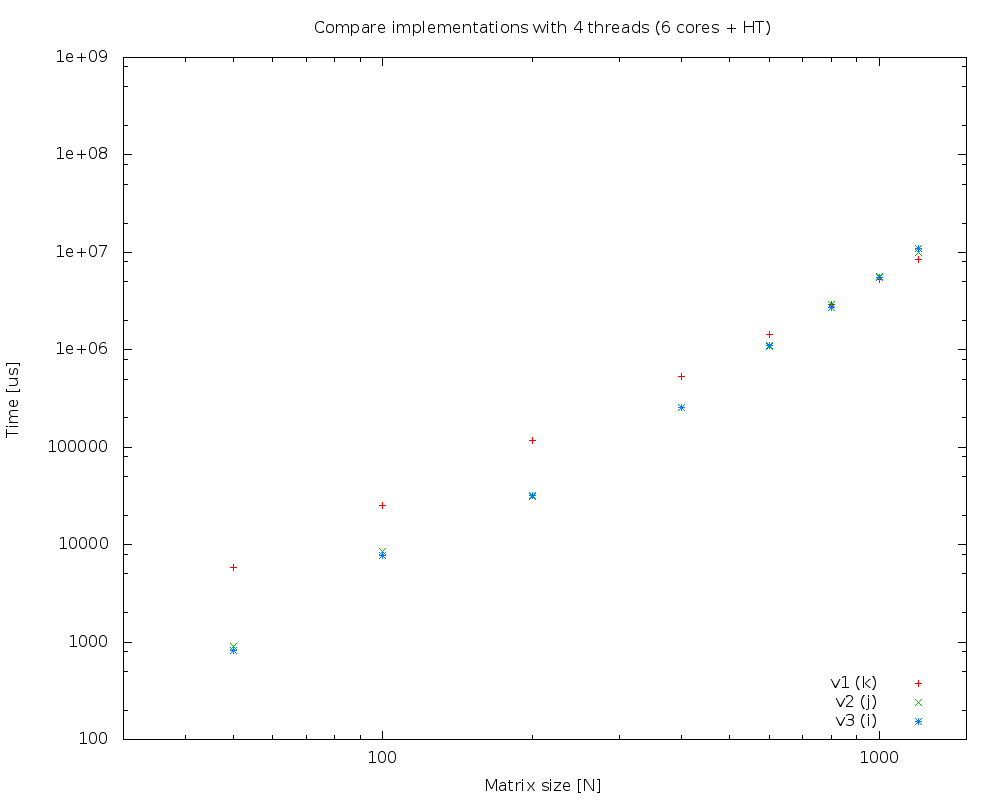 Compare implementations with 4 threads (6 cores + HT)
1e+09
1e+08
1e+07
1e+06
100000
10000
1000
100
Time [us]
v1 (k)
v2 (j)
v3 (i)
100 1000
Matrix size [N]